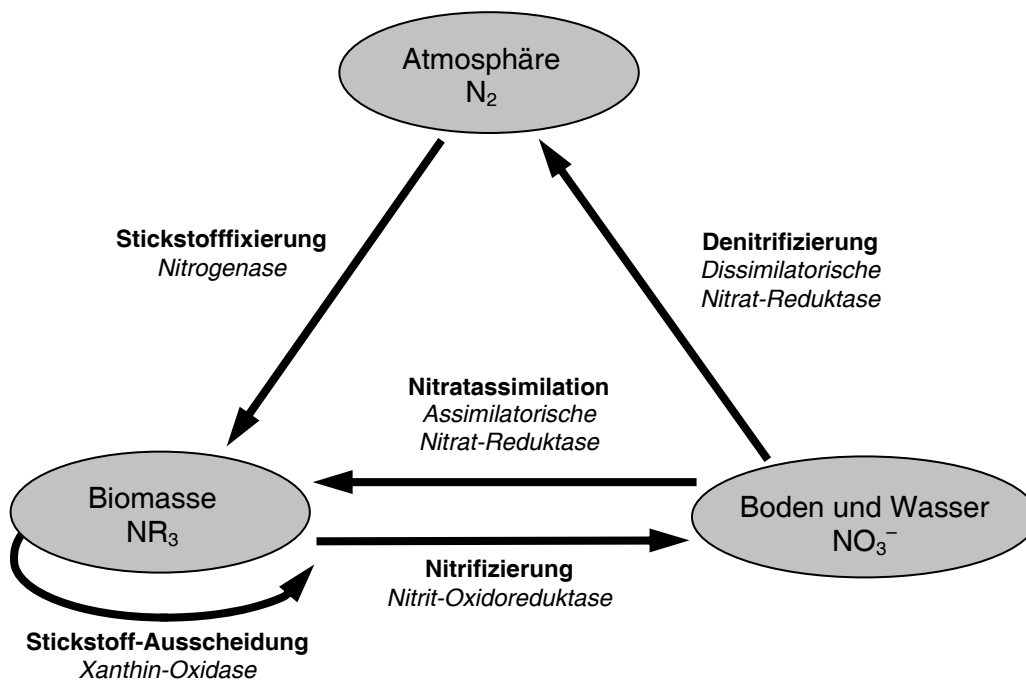 Atmosphäre
N₂
Stickstofffixierung
Nitrogenase
Denitrifizierung
Dissimilatorische
Nitrat-Reduktase
Nitratassimilation
Assimilatorische
Nitrat-Reduktase
Biomasse
NR₃
Boden und Wasser
NO₃⁻
Nitrifizierung
Nitrit-Oxidoreduktase
Stickstoff-Ausscheidung
Xanthin-Oxidase